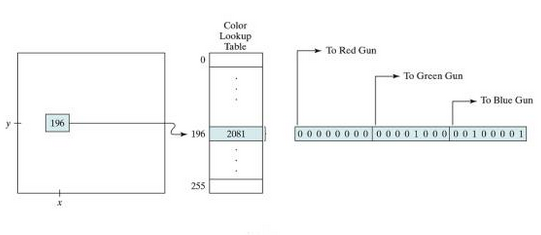 Color
Lookup
Table
0
To Red Gun
To Green Gun
To Blue Gun
y
196
196
2081
0 0 0 0 0 0 0 0 0 0 0 0 1 0 0 0 0 0 1 0 0 0 0 1
255
x